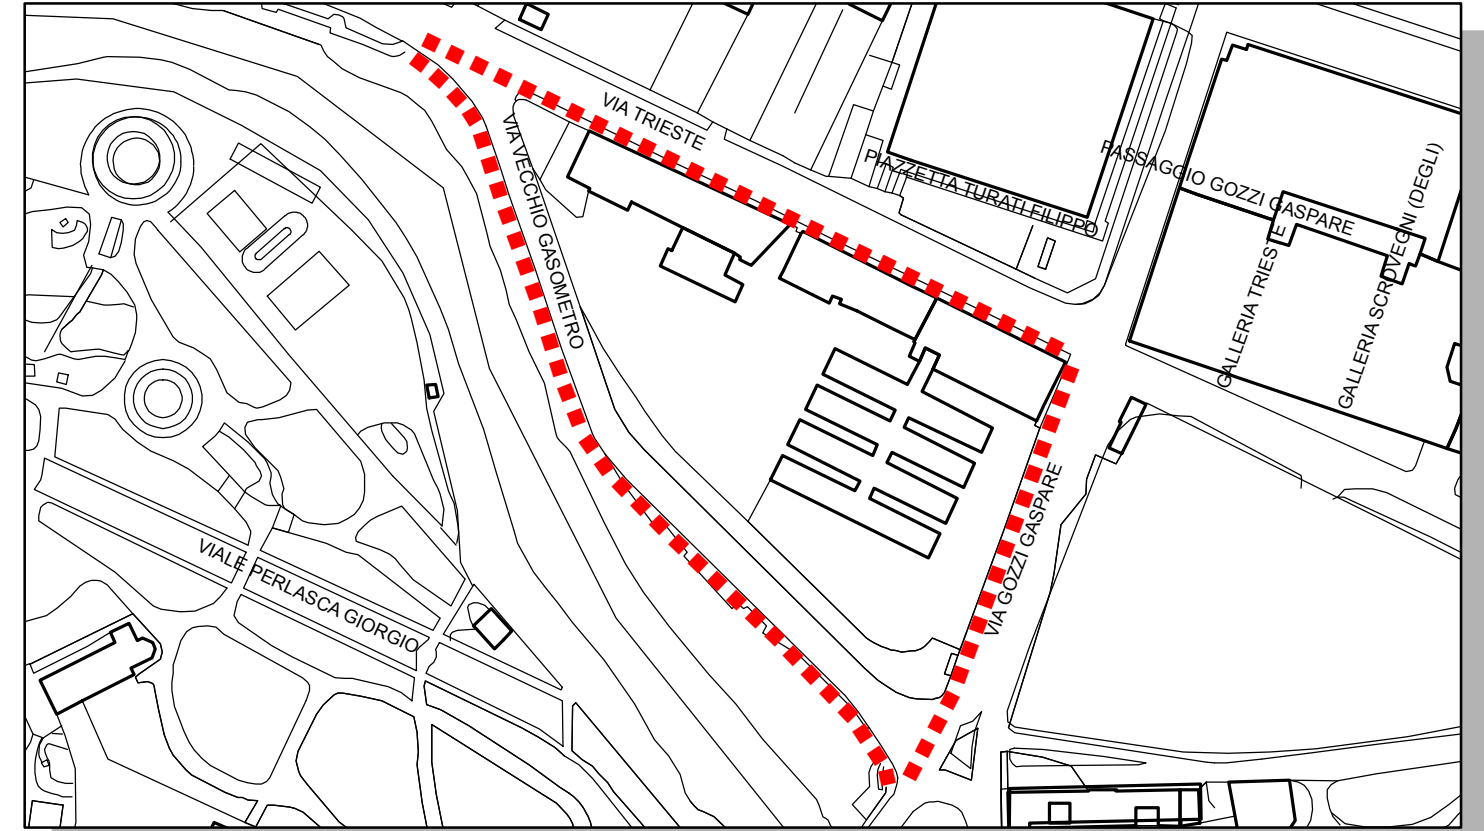 VIA TRIESTE
VIA VECCHIO GASOMETRO
PIAZZETTA TURATI FILIPPO
PASSAGGIO GOZZI GASPARE
GALLERIA TRIESTE
GALLERIA SCROVEGNI (DEGLI)
VIA GOZZI GASPARE
VIALE PERLASCA GIORGIO